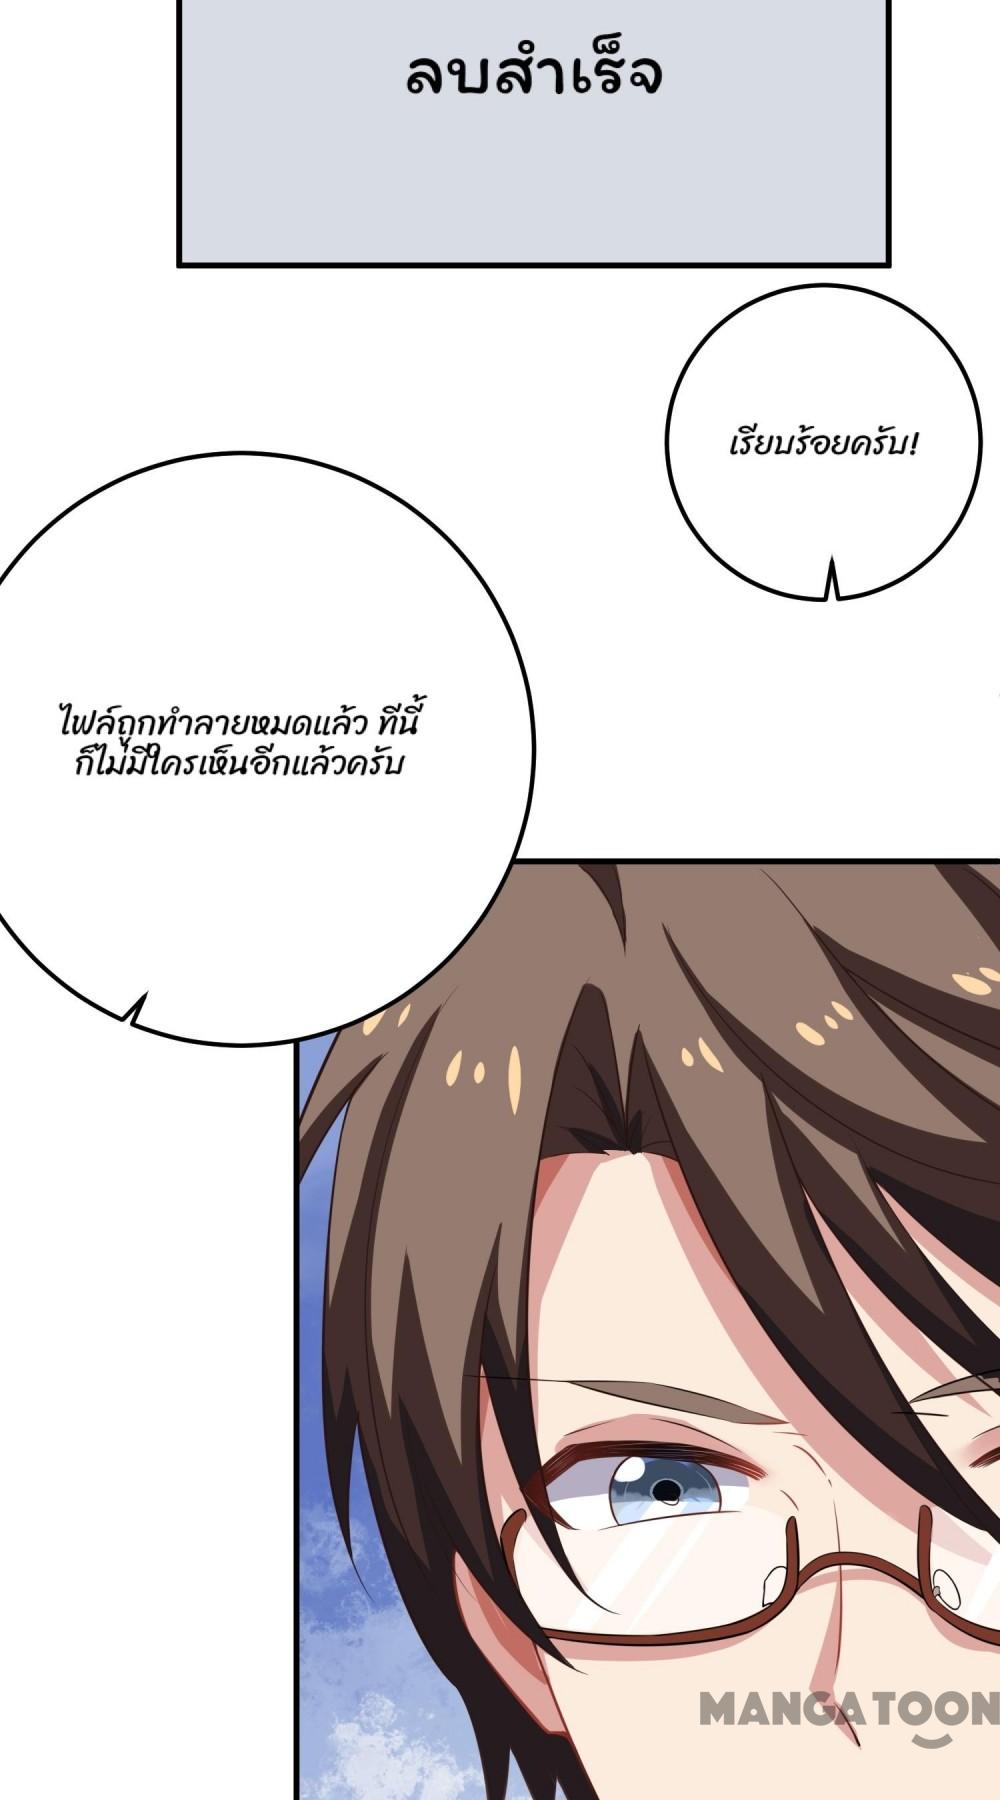 ลบสำเร็จ
เรียบร้อยครับ!
ไฟล์ถูกทำลายหมดแล้ว ทีนี้
ก็ไม่มีใครเห็นอีกแล้วครับ
MANGATOON